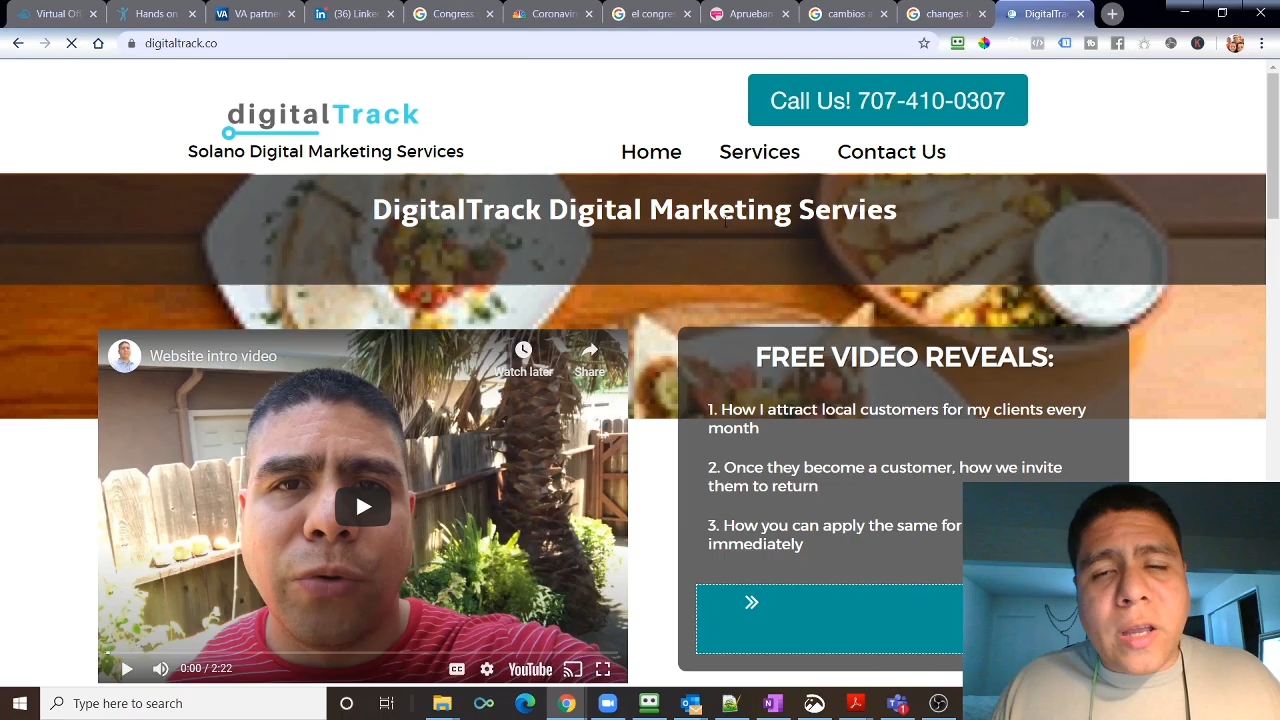 Virtual Off
Hands on
VA partne
(36) Linke
Congress
Coronavir
el congres
Aprueban
cambios a
changes t
DigitalTrac
digitaltrack.co
digitalTrack
Solano Digital Marketing Services
Call Us! 707-410-0307
Home Services Contact Us
DigitalTrack Digital Marketing Servies
Website intro video
Watch later
Share
FREE VIDEO REVEALS:
1. How I attract local customers for my clients every
month
2. Once they become a customer, how we invite
them to return
3. How you can apply the same for
immediately
0:00 / 2:22
CC
YouTube
Type here to search